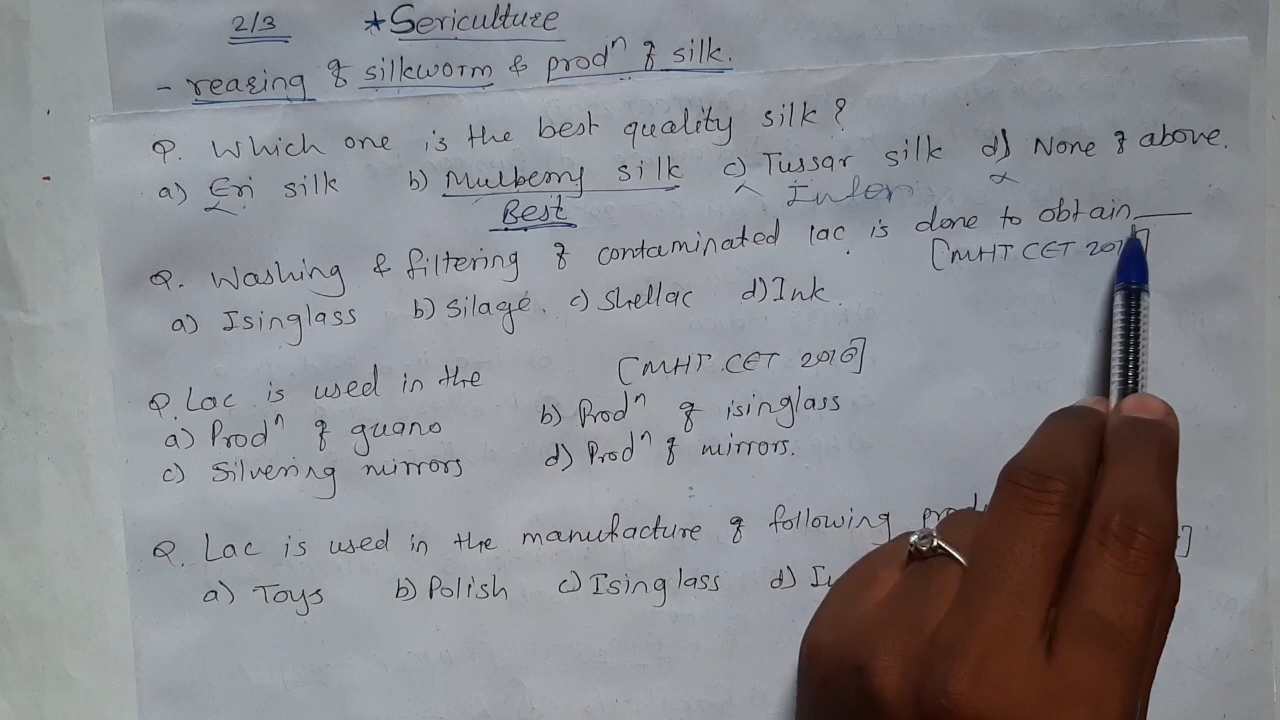 2/3 * Sericulture
- rearing of silkworm & prodⁿ of silk.
Q. Which one is the best quality silk?
a) Eri silk b) Mulberry silk c) Tussar silk d) None of above.
Best
Q. Washing & filtering of contaminated lac is done to obtain ___
[MHT CET
a) Isinglass b) Silage. c) Shellac d) Ink.
Q. Lac is used in the [MHT CET 2016]
a) Prodⁿ of guano b) Prodⁿ of isinglass
c) Silvering mirrors d) Prodⁿ of mirrors.
Q. Lac is used in the manufacture of following
a) Toys b) Polish c) Isinglass d)